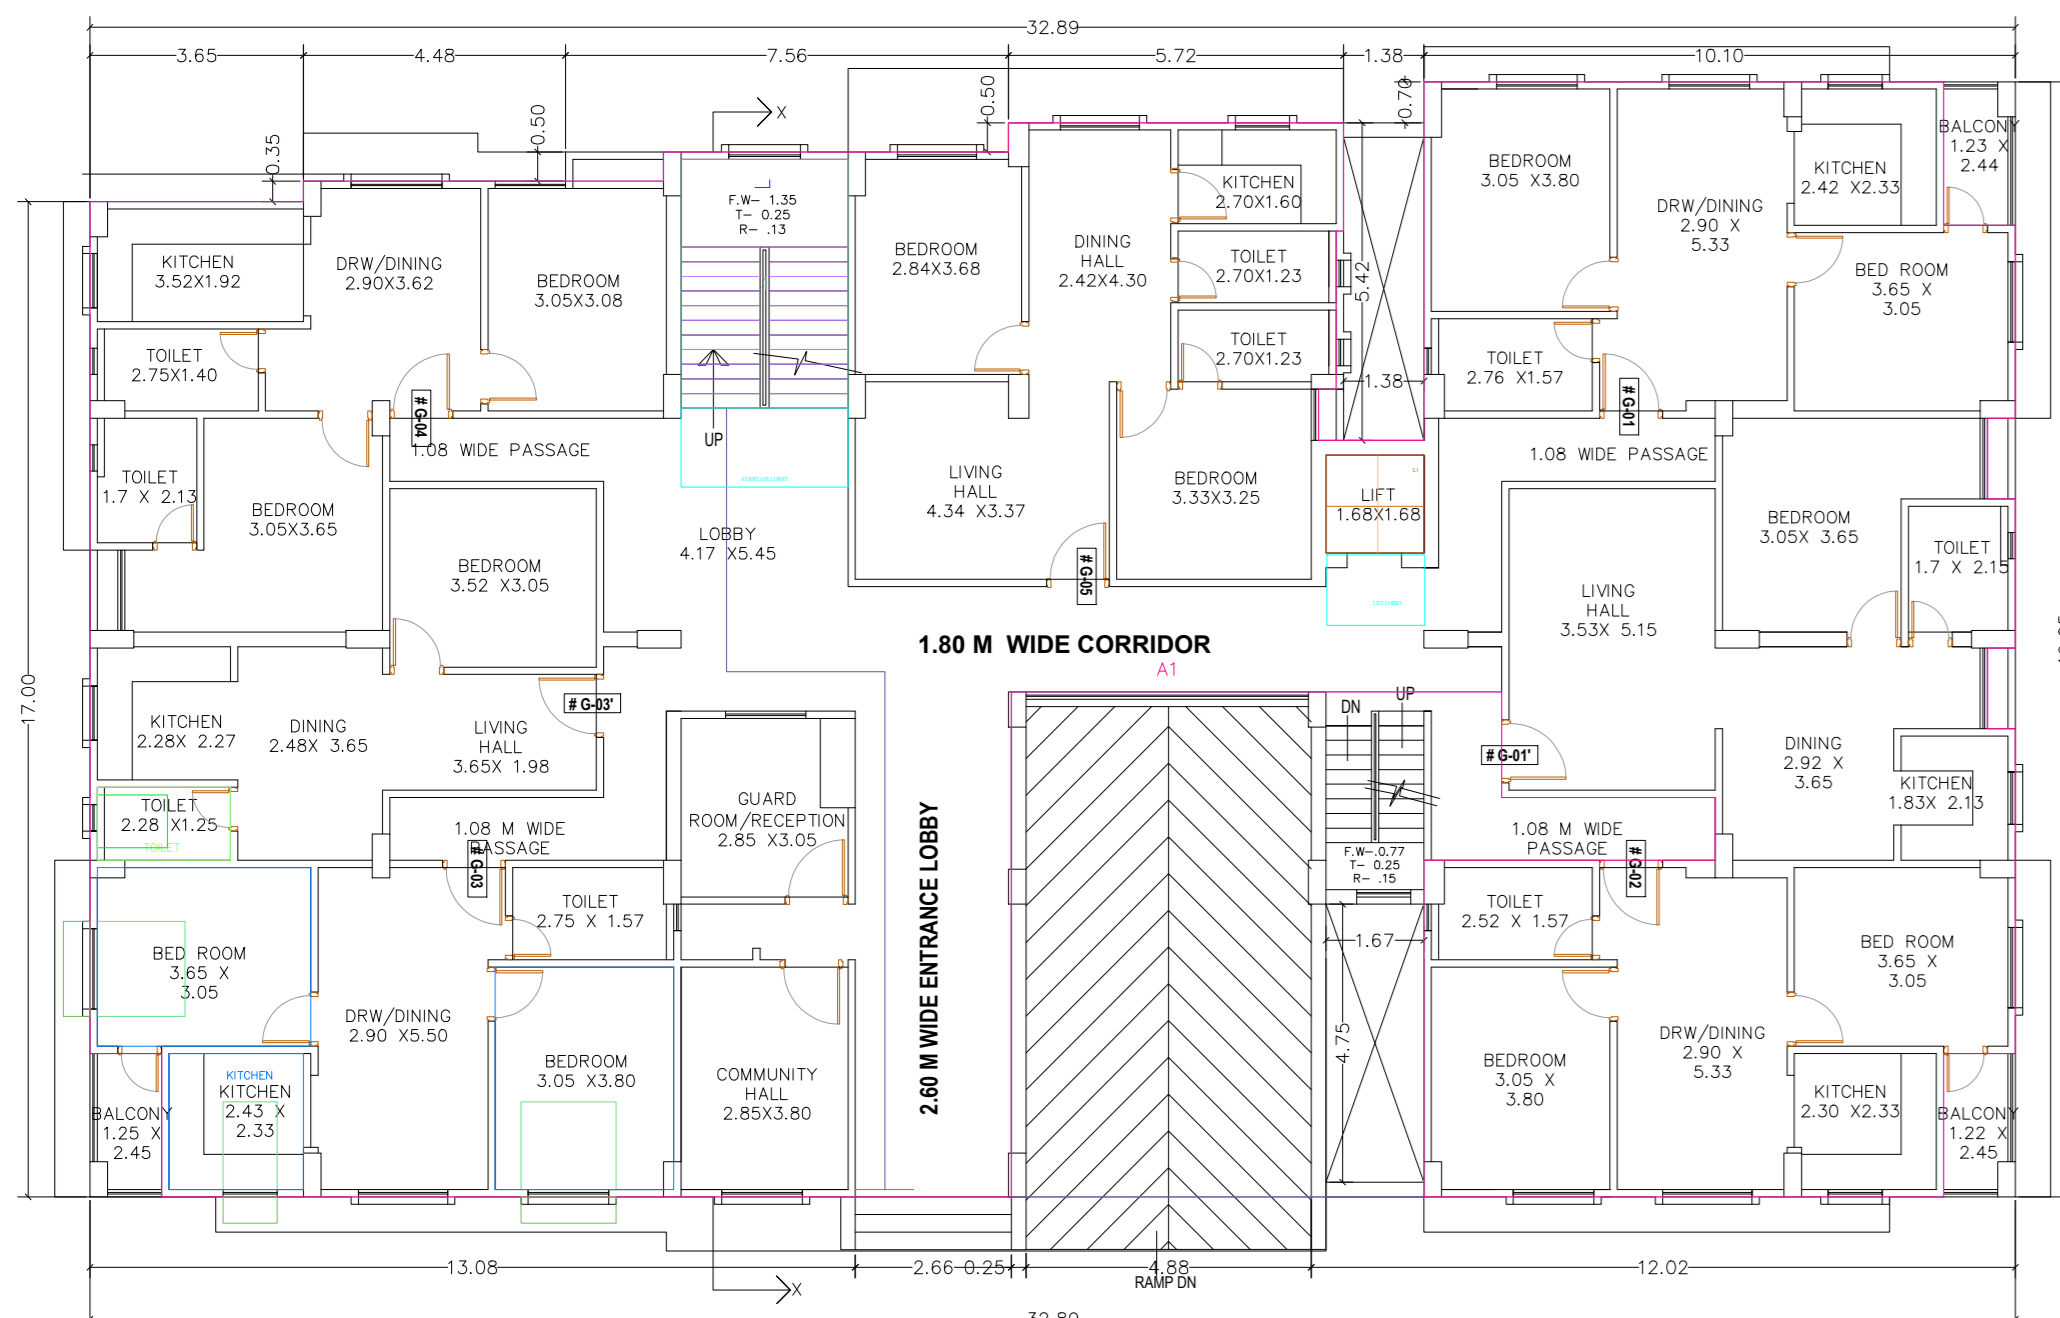 32.89
3.65
4.48
7.56
5.72
1.38
10.10
0.35
0.50
X
0.50
0.70
KITCHEN
3.52X1.92
DRW/DINING
2.90X3.62
BEDROOM
3.05X3.08
F.W- 1.35
T- 0.25
R- .13
BEDROOM
2.84X3.68
DINING
HALL
2.42X4.30
KITCHEN
2.70X1.60
TOILET
2.70X1.23
TOILET
2.70X1.23
5.42
1.38
BEDROOM
3.05 X3.80
DRW/DINING
2.90 X
5.33
KITCHEN
2.42 X2.33
BALCONY
1.23 X
2.44
BED ROOM
3.65 X
3.05
TOILET
2.75X1.40
# G-04
1.08 WIDE PASSAGE
UP
STAIRCASE LOBBY
TOILET
2.76 X1.57
# G-01
1.08 WIDE PASSAGE
TOILET
1.7 X 2.13
BEDROOM
3.05X3.65
BEDROOM
3.52 X3.05
LOBBY
4.17 X5.45
LIVING
HALL
4.34 X3.37
BEDROOM
3.33X3.25
# G-05
L1
LIFT
1.68X1.68
LIFT LOBBY
LIVING
HALL
3.53X 5.15
BEDROOM
3.05X 3.65
TOILET
1.7 X 2.15
1.80 M WIDE CORRIDOR
A1
17.00
KITCHEN
2.28X 2.27
DINING
2.48X 3.65
LIVING
HALL
3.65X 1.98
# G-03'
DN
UP
# G-01'
DINING
2.92 X
3.65
KITCHEN
1.83X 2.13
TOILET
2.28 X1.25
TOILET
1.08 M WIDE
PASSAGE
# G-03
GUARD
ROOM/RECEPTION
2.85 X3.05
2.60 M WIDE ENTRANCE LOBBY
F.W-.0.77
T- 0.25
R- .15
1.08 M WIDE
PASSAGE
# G-02
BED ROOM
3.65 X
3.05
TOILET
2.75 X 1.57
1.67
4.75
TOILET
2.52 X 1.57
BED ROOM
3.65 X
3.05
DRW/DINING
2.90 X5.50
BEDROOM
3.05 X3.80
COMMUNITY
HALL
2.85X3.80
BEDROOM
3.05 X
3.80
DRW/DINING
2.90 X
5.33
KITCHEN
KITCHEN
2.43 X
2.33
BALCONY
1.25 X
2.45
KITCHEN
2.30 X2.33
BALCONY
1.22 X
2.45
13.08
2.66
0.25
4.88
12.02
RAMP DN
X
32.89